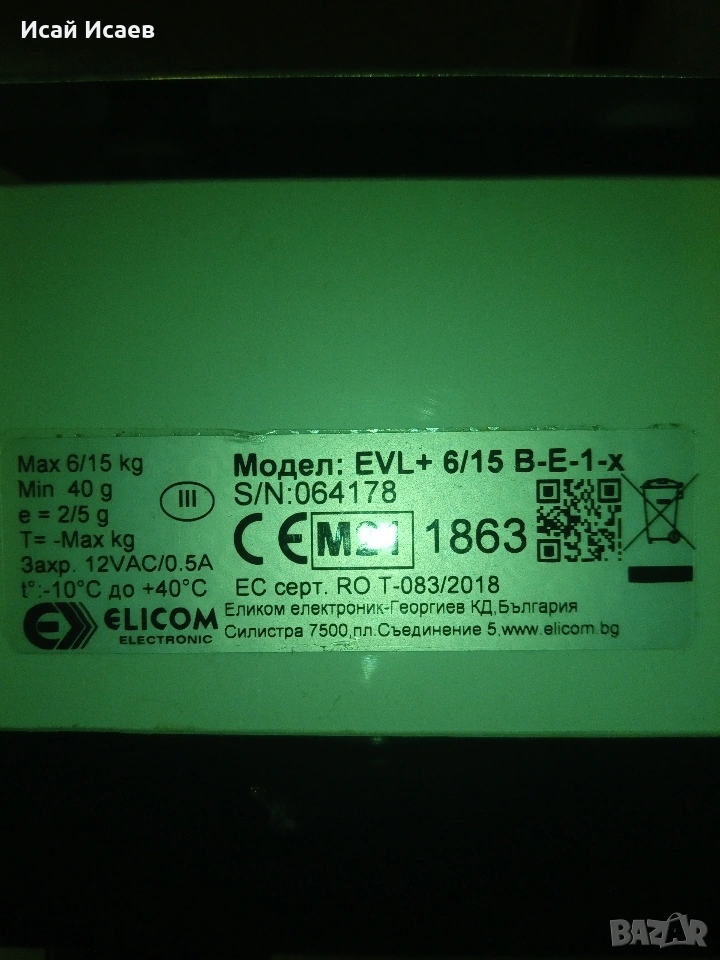 Исай Исаев
Max 6/15 kg
Min 40 g
e = 2/5 g
T= -Max kg
Захр. 12VAC/0.5A
t°:-10°C до +40°C
III
Модел: EVL+ 6/15 B-E-1-x
S/N:064178
CE M21 1863
ЕС серт. RO T-083/2018
ELICOM
ELECTRONIC
Еликом електроник-Георгиев КД,България
Силистра 7500,пл.Съединение 5,www.elicom.bg
BAZAR